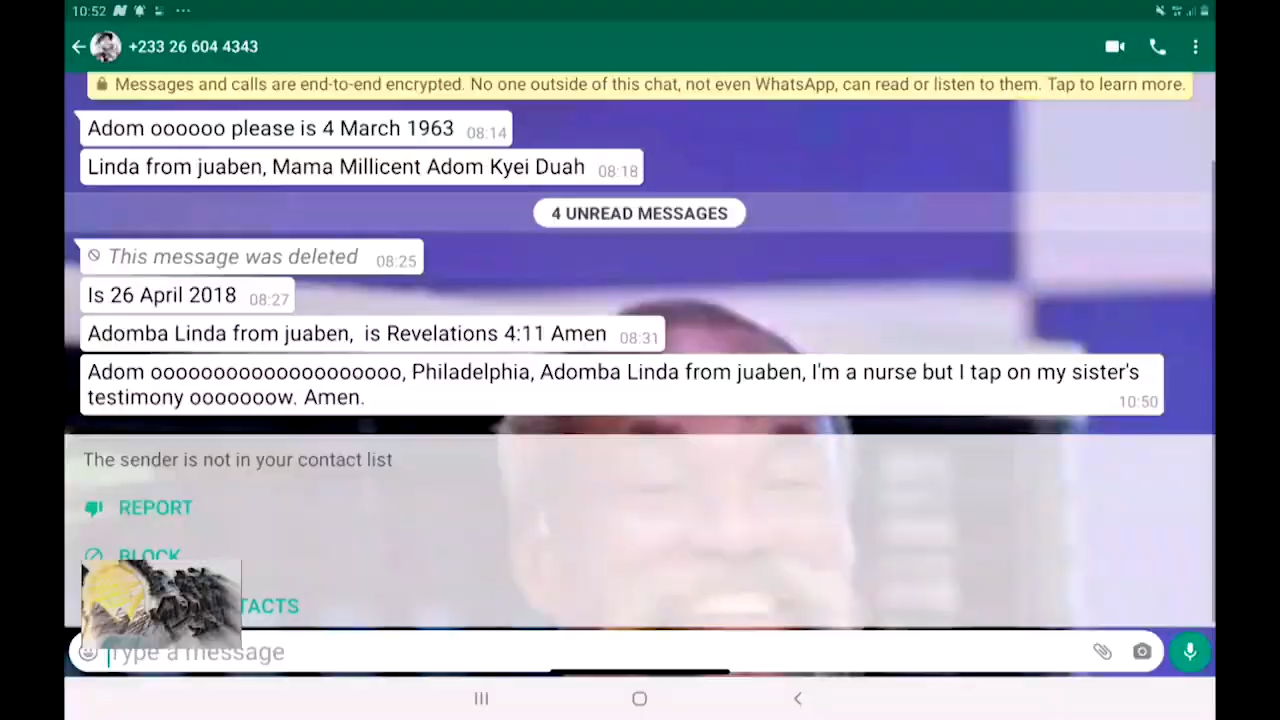 10:52
+233 26 604 4343
Messages and calls are end-to-end encrypted. No one outside of this chat, not even WhatsApp, can read or listen to them. Tap to learn more.
Adom oooooo please is 4 March 1963 08:14
Linda from juaben, Mama Millicent Adom Kyei Duah 08:18
4 UNREAD MESSAGES
This message was deleted 08:25
Is 26 April 2018 08:27
Adomba Linda from juaben, is Revelations 4:11 Amen 08:31
Adom oooooooooooooooooooo, Philadelphia, Adomba Linda from juaben, I'm a nurse but I tap on my sister's
testimony ooooooow. Amen. 10:50
The sender is not in your contact list
REPORT
BLOCK
TACTS
Type a message